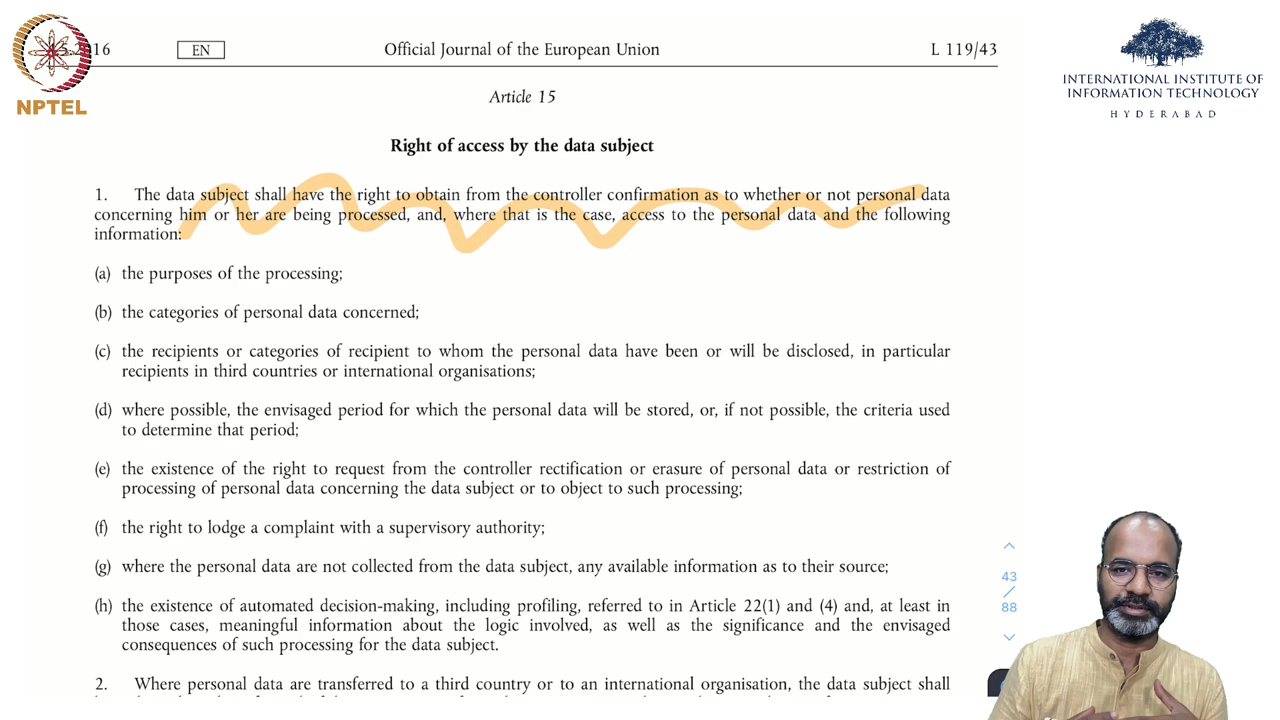 16
EN
Official Journal of the European Union
L 119/43
NPTEL
INTERNATIONAL INSTITUTE OF
INFORMATION TECHNOLOGY
HYDERABAD
Article 15
Right of access by the data subject
1. The data subject shall have the right to obtain from the controller confirmation as to whether or not personal data
concerning him or her are being processed, and, where that is the case, access to the personal data and the following
information:
(a) the purposes of the processing;
(b) the categories of personal data concerned;
(c) the recipients or categories of recipient to whom the personal data have been or will be disclosed, in particular
recipients in third countries or international organisations;
(d) where possible, the envisaged period for which the personal data will be stored, or, if not possible, the criteria used
to determine that period;
(e) the existence of the right to request from the controller rectification or erasure of personal data or restriction of
processing of personal data concerning the data subject or to object to such processing;
(f) the right to lodge a complaint with a supervisory authority;
(g) where the personal data are not collected from the data subject, any available information as to their source;
(h) the existence of automated decision-making, including profiling, referred to in Article 22(1) and (4) and, at least in
those cases, meaningful information about the logic involved, as well as the significance and the envisaged
consequences of such processing for the data subject.
2. Where personal data are transferred to a third country or to an international organisation, the data subject shall
43
/
88